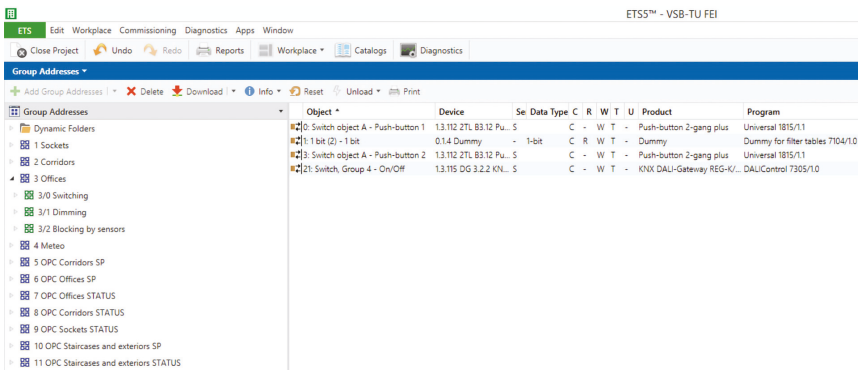 ETS5™ - VSB-TU FEI
ETS Edit Workplace Commissioning Diagnostics Apps Window
Close Project Undo Redo Reports Workplace Catalogs Diagnostics
Group Addresses
Add Group Addresses Delete Download Info Reset Unload Print
Group Addresses Object Device Se Data Type C R W T U Product Program
Dynamic Folders 0: Switch object A - Push-button 1 1.3.112 2TL B3.12 Pu... S C - W T - Push-button 2-gang plus Universal 1815/1.1
1 Sockets 1: 1 bit (2) - 1 bit 0.1.4 Dummy - 1-bit C R W T - Dummy Dummy for filter tables 7104/1.0
2 Corridors 3: Switch object A - Push-button 2 1.3.112 2TL B3.12 Pu... S C - W T - Push-button 2-gang plus Universal 1815/1.1
3 Offices 21: Switch, Group 4 - On/Off 1.3.115 DG 3.2.2 KN... S C - W T - KNX DALI-Gateway REG-K/... DALIControl 7305/1.0
3/0 Switching
3/1 Dimming
3/2 Blocking by sensors
4 Meteo
5 OPC Corridors SP
6 OPC Offices SP
7 OPC Offices STATUS
8 OPC Corridors STATUS
9 OPC Sockets STATUS
10 OPC Staircases and exteriors SP
11 OPC Staircases and exteriors STATUS